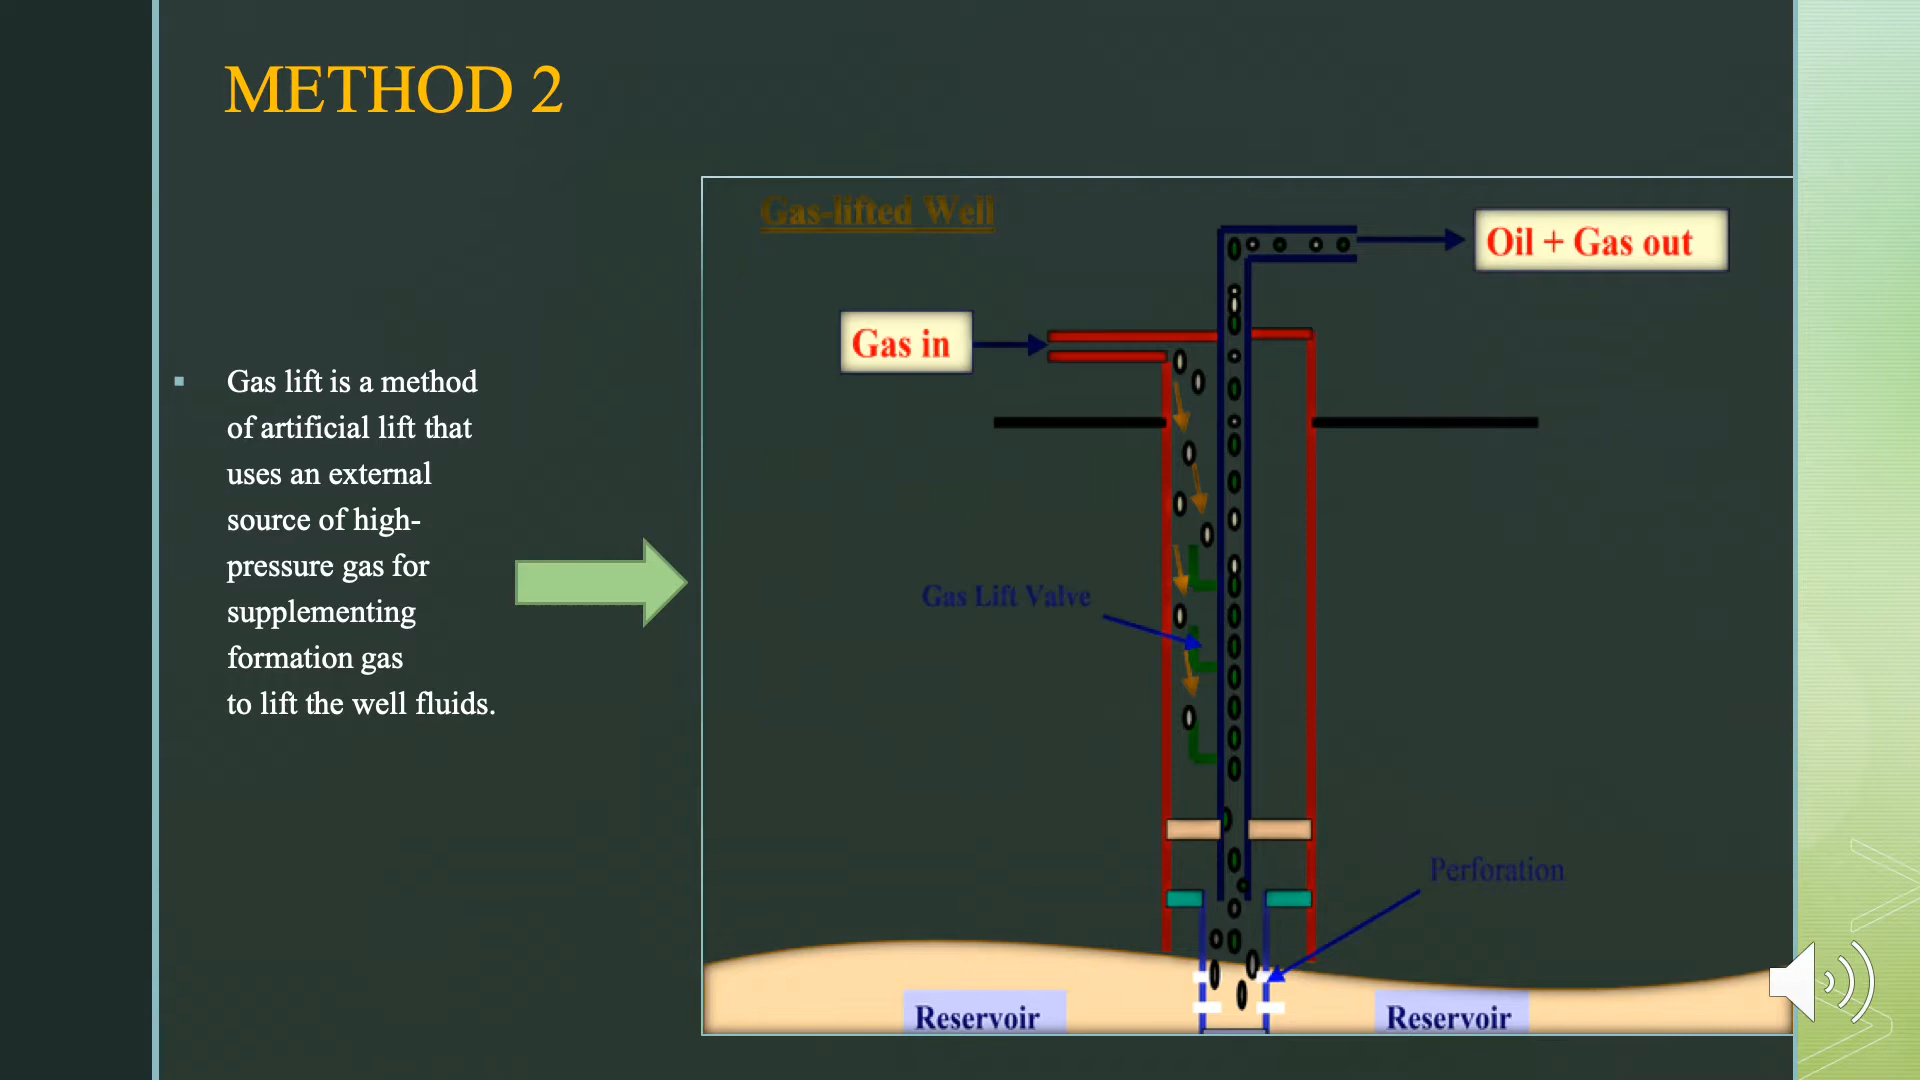 METHOD 2
Gas lift is a method
of artificial lift that
uses an external
source of high-
pressure gas for
supplementing
formation gas
to lift the well fluids.
Gas-lifted Well
Oil + Gas out
Gas in
Gas Lift Valve
Perforation
Reservoir
Reservoir